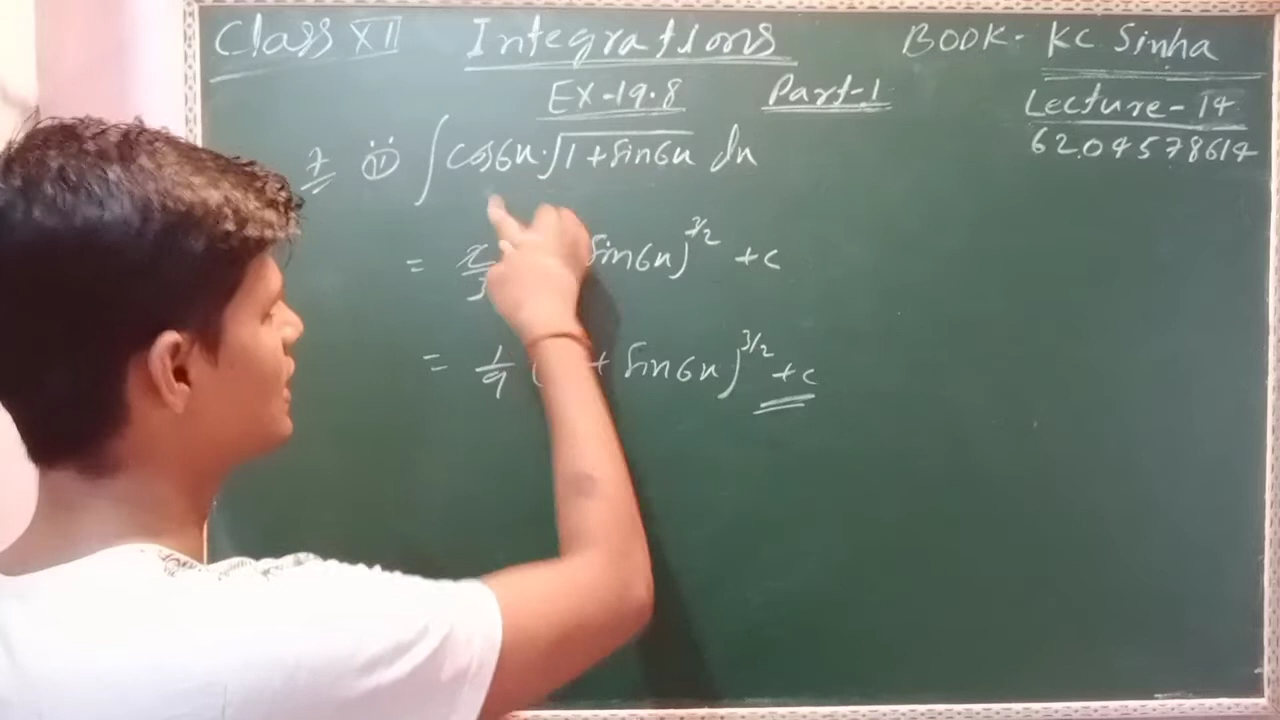 Class XII Integrations BOOK- KC Sinha
EX-19.8 Part-1 Lecture-14
6204578614
7 (ii) ∫cos6x.√1+sin6x dx
= sin6x)^3/2 +c
= 1/9 ( + sin6x)^3/2 +c